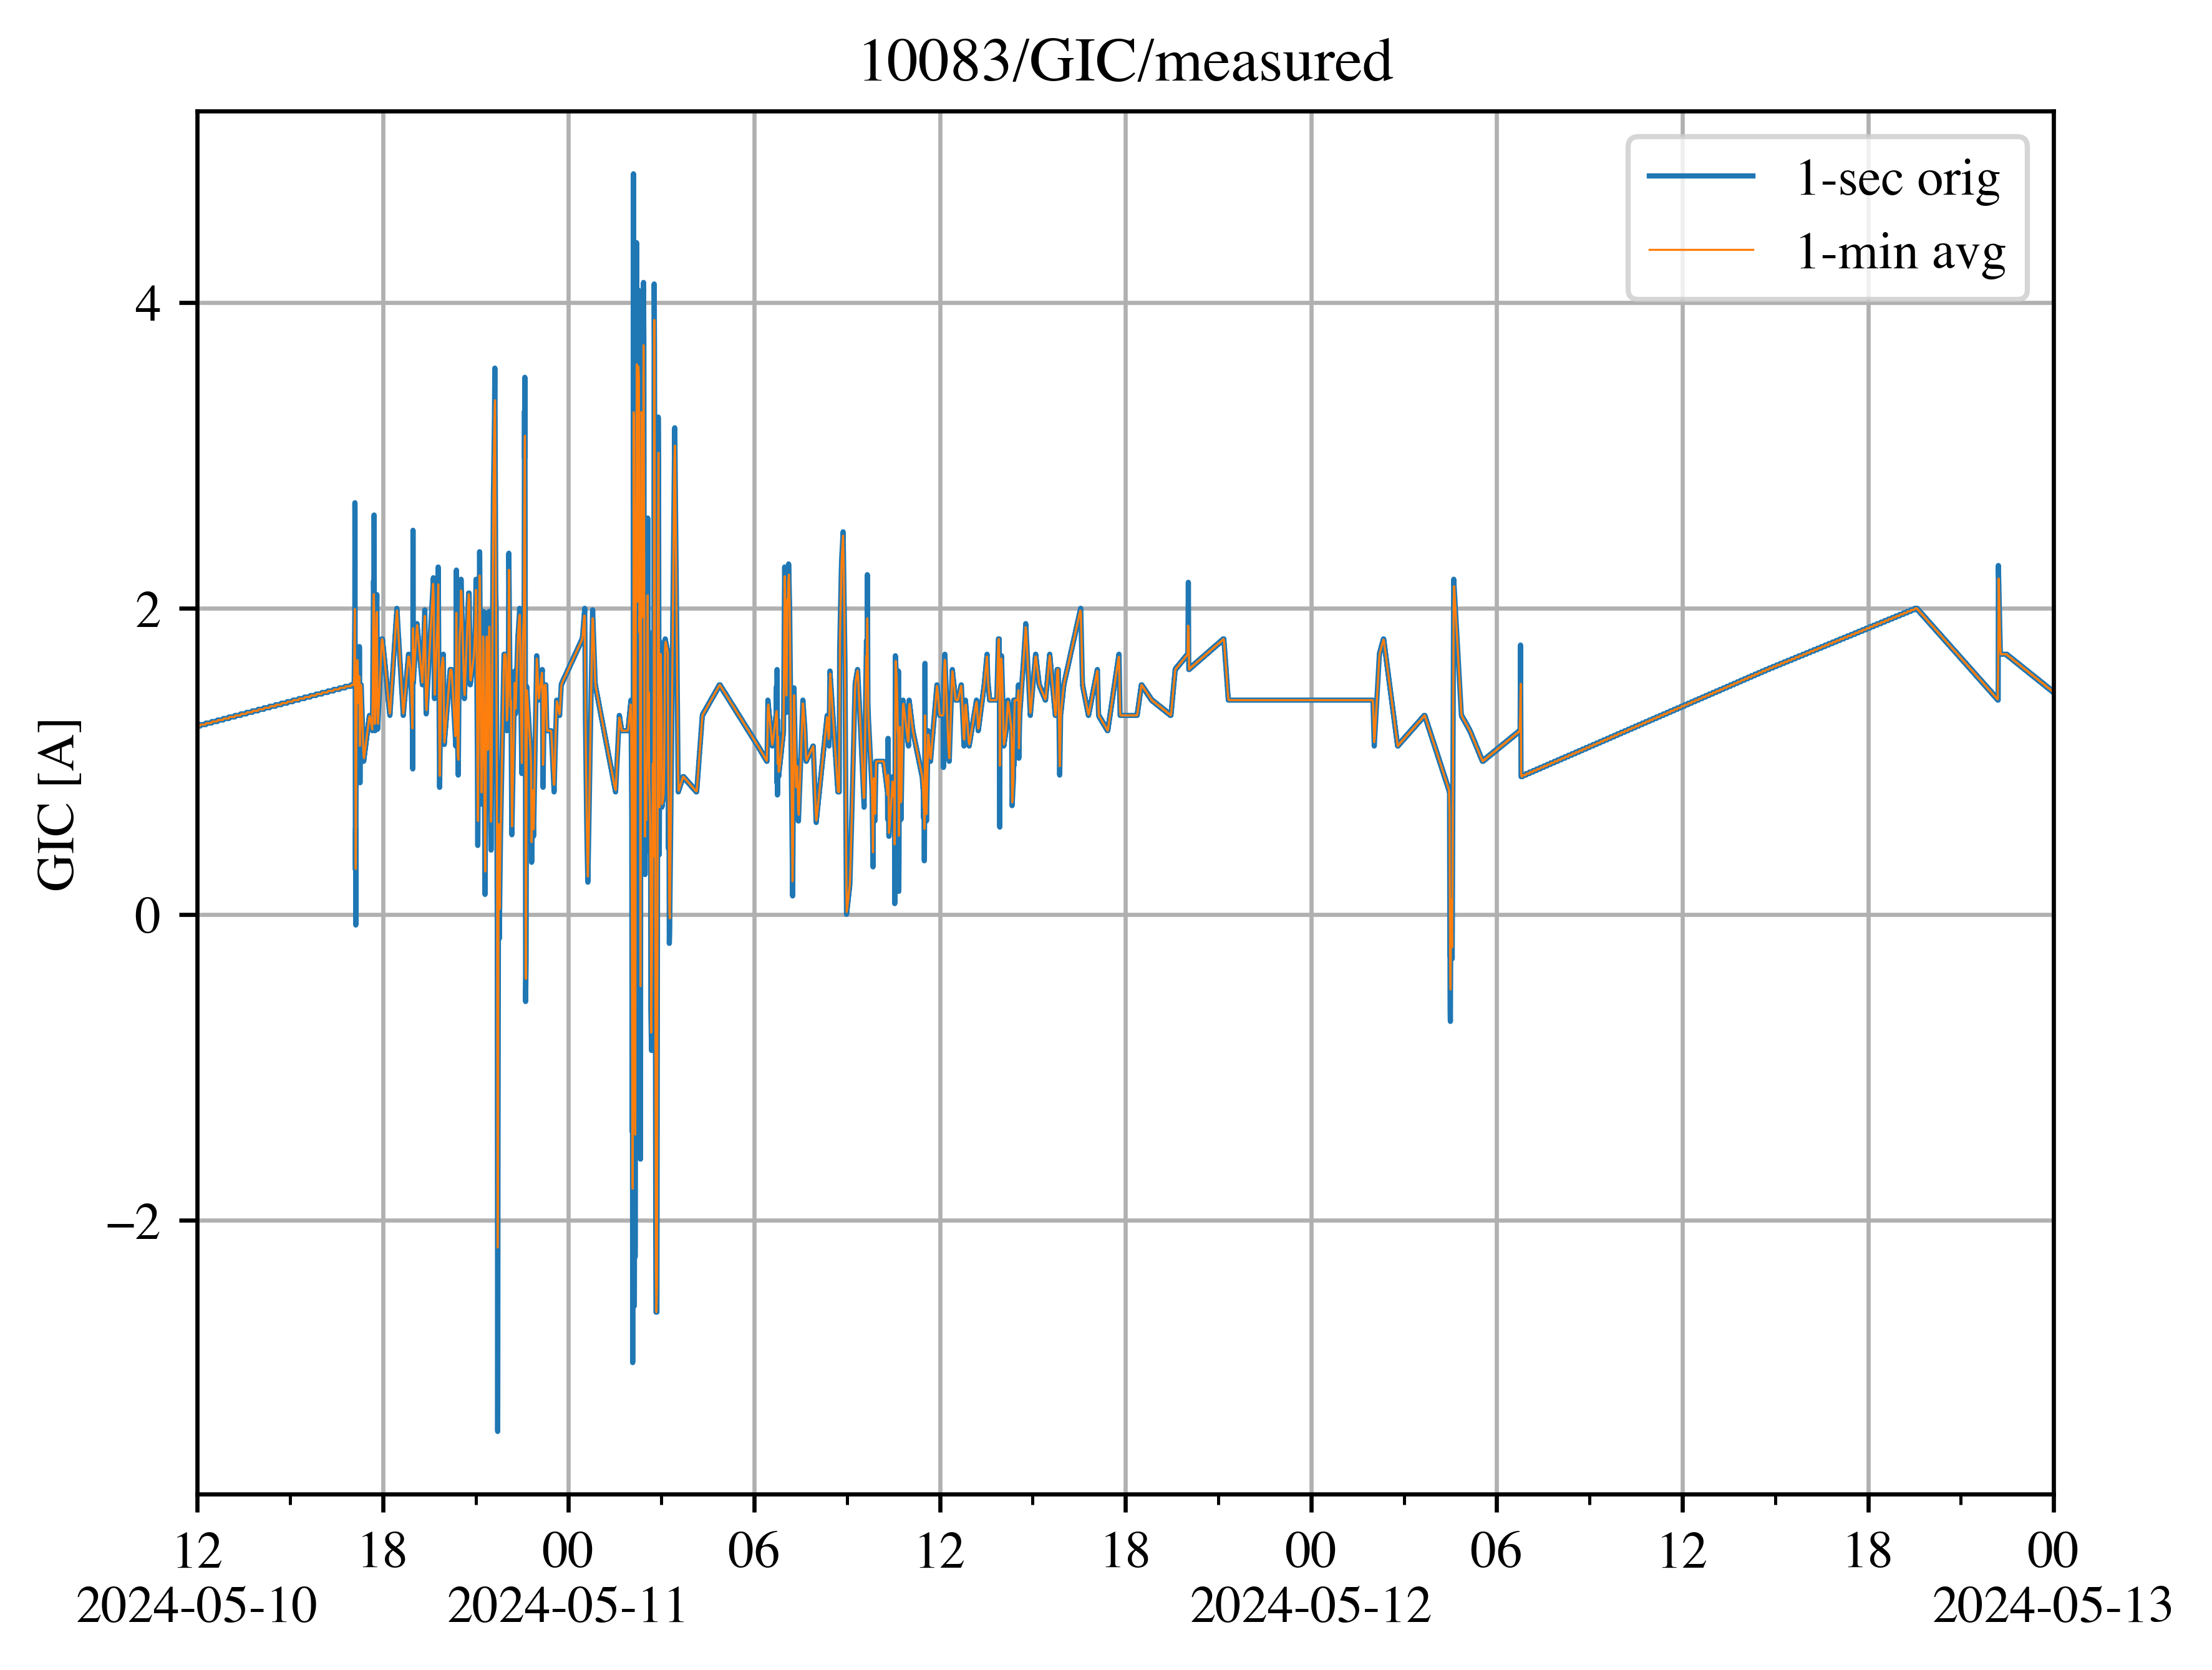 10083/GIC/measured
1-sec orig
1-min avg
GIC [A]
4
2
0
−2
12 18 00 06 12 18 00 06 12 18 00
2024-05-10 2024-05-11 2024-05-12 2024-05-13